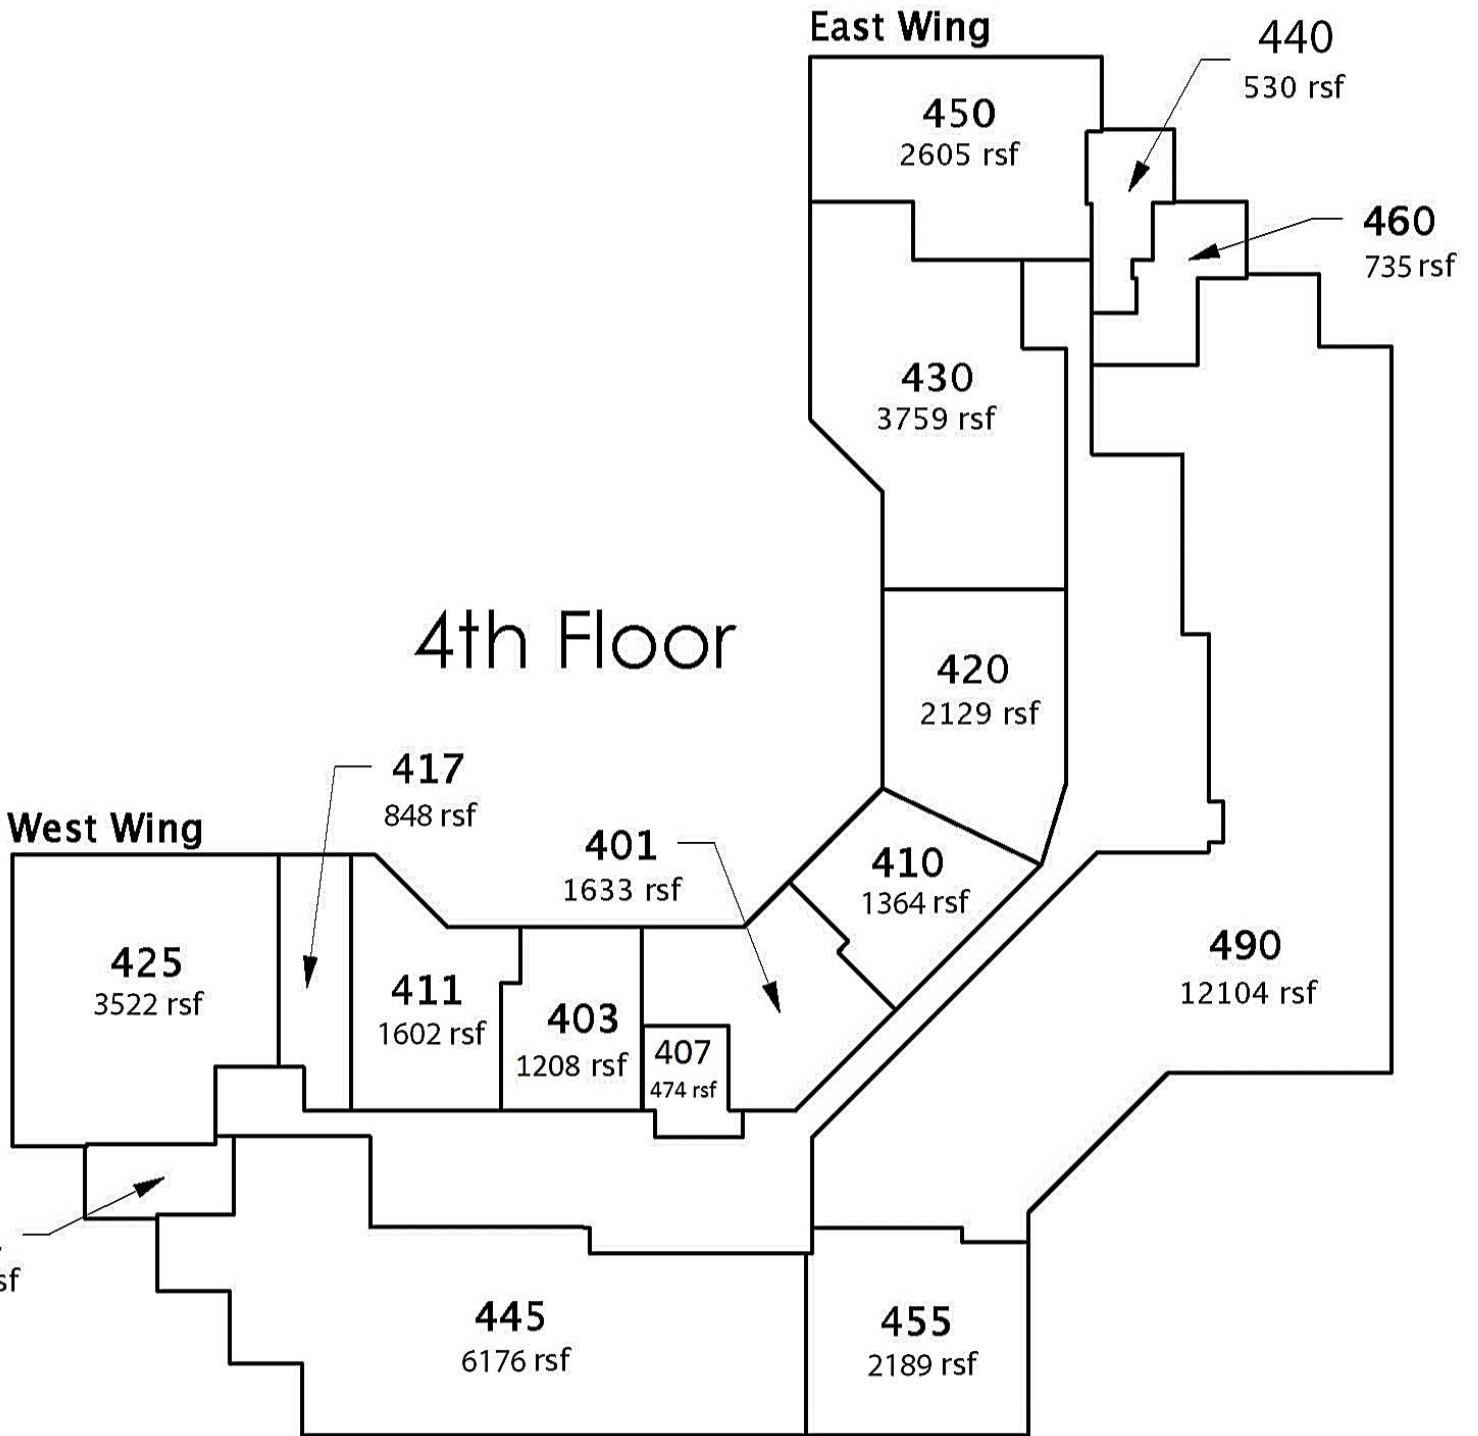 East Wing
440
530 rsf
450
2605 rsf
460
735 rsf
430
3759 rsf
4th Floor
420
2129 rsf
417
848 rsf
West Wing
401
1633 rsf
410
1364 rsf
425
3522 rsf
411
1602 rsf
403
1208 rsf
407
474 rsf
490
12104 rsf
445
6176 rsf
455
2189 rsf